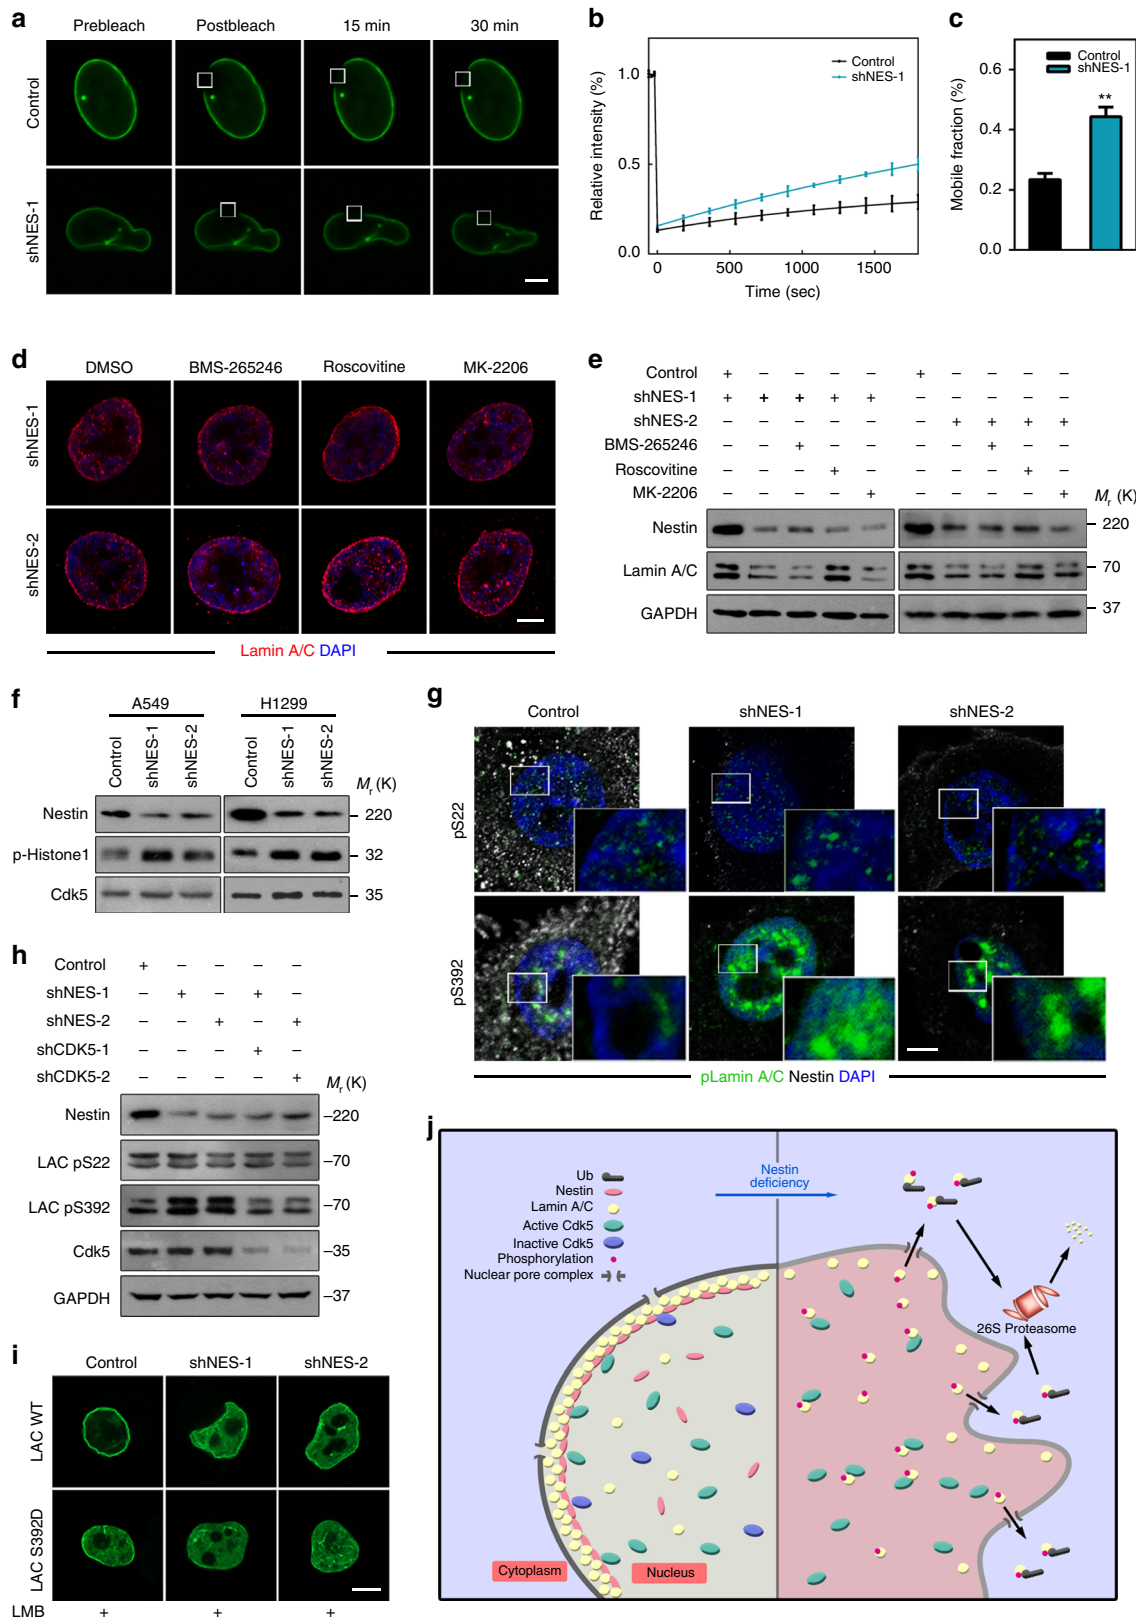 a
Prebleach Postbleach 15 min 30 min
Control
shNES-1
b
Relative intensity (%)
1.0
0.5
0.0
0 500 1000 1500
Time (sec)
Control
shNES-1
c
Mobile fraction (%)
0.6
0.4
0.2
0.0
Control
shNES-1
**
d
DMSO BMS-265246 Roscovitine MK-2206
shNES-1
shNES-2
Lamin A/C DAPI
e
Control + – – – – + – – – –
shNES-1 + + + + + – – – – –
shNES-2 – – – – – – + + + +
BMS-265246 – – + – – – – + – –
Roscovitine – – – + – – – – + –
MK-2206 – – – – + – – – – +
Mr (K)
Nestin 220
Lamin A/C 70
GAPDH 37
f
A549 H1299
Control shNES-1 shNES-2 Control shNES-1 shNES-2
Mr (K)
Nestin 220
p-Histone1 32
Cdk5 35
g
Control shNES-1 shNES-2
pS22
pS392
pLamin A/C Nestin DAPI
h
Control + – – – –
shNES-1 – + – + –
shNES-2 – – + – +
shCDK5-1 – – – + –
shCDK5-2 – – – – +
Mr (K)
Nestin –220
LAC pS22 –70
LAC pS392 –70
Cdk5 –35
GAPDH –37
i
Control shNES-1 shNES-2
LAC WT
LAC S392D
LMB + + +
j
Ub
Nestin
Lamin A/C
Active Cdk5
Inactive Cdk5
Phosphorylation
Nuclear pore complex
Nestin
deficiency
26S Proteasome
Cytoplasm
Nucleus